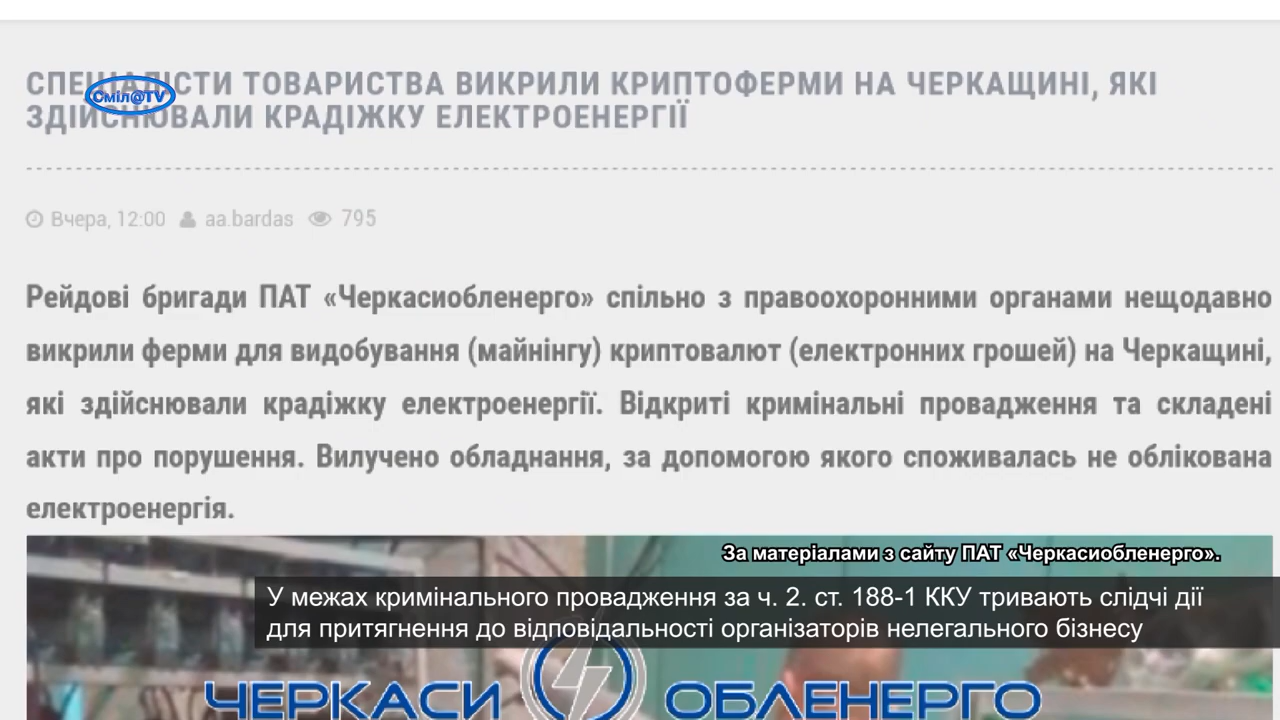 СПЕЦІАЛІСТИ ТОВАРИСТВА ВИКРИЛИ КРИПТОФЕРМИ НА ЧЕРКАЩИНІ, ЯКІ
Сміл@TV
ЗДІЙСНЮВАЛИ КРАДІЖКУ ЕЛЕКТРОЕНЕРГІЇ
Вчера, 12:00 aa.bardas 795
Рейдові бригади ПАТ «Черкасиобленерго» спільно з правоохоронними органами нещодавно
викрили ферми для видобування (майнінгу) криптовалют (електронних грошей) на Черкащині,
які здійснювали крадіжку електроенергії. Відкриті кримінальні провадження та складені
акти про порушення. Вилучено обладнання, за допомогою якого споживалась не облікована
електроенергія.
За матеріалами з сайту ПАТ «Черкасиобленерго».
У межах кримінального провадження за ч. 2. ст. 188-1 ККУ тривають слідчі дії
для притягнення до відповідальності організаторів нелегального бізнесу
ЧЕРКАСИ ОБЛЕНЕРГО